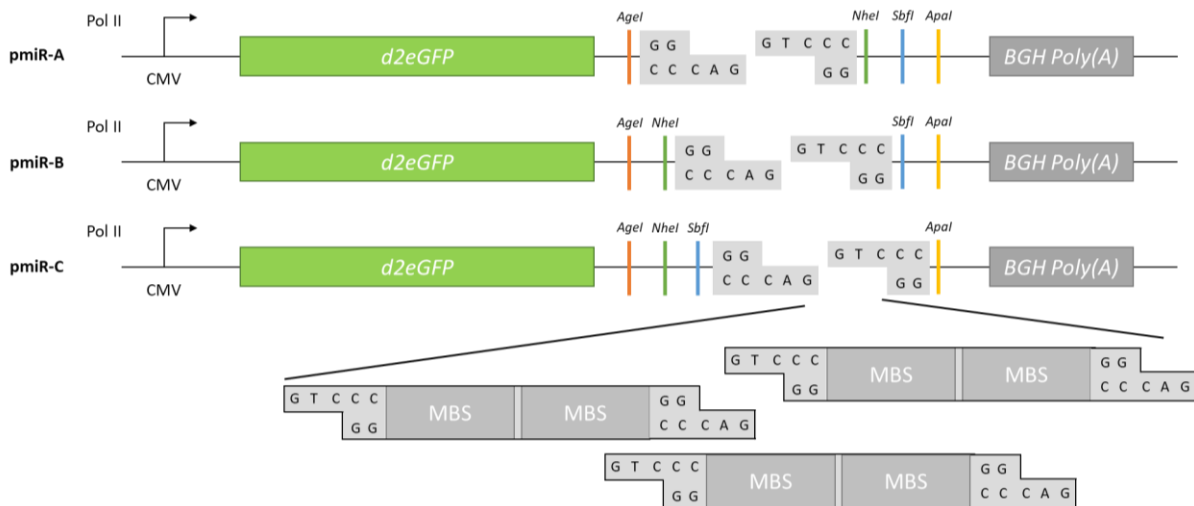 Pol II AgeI NheI SbfI ApaI
pmiR-A d2eGFP G G G T C C C BGH Poly(A)
C C C A G G G
CMV
Pol II AgeI NheI SbfI ApaI
pmiR-B d2eGFP G G G T C C C BGH Poly(A)
C C C A G G G
CMV
Pol II AgeI NheI SbfI ApaI
pmiR-C d2eGFP G G G T C C C BGH Poly(A)
C C C A G G G
CMV
G T C C C MBS MBS G G
G G C C C A G
G T C C C MBS MBS G G
G G C C C A G
G T C C C MBS MBS G G
G G C C C A G